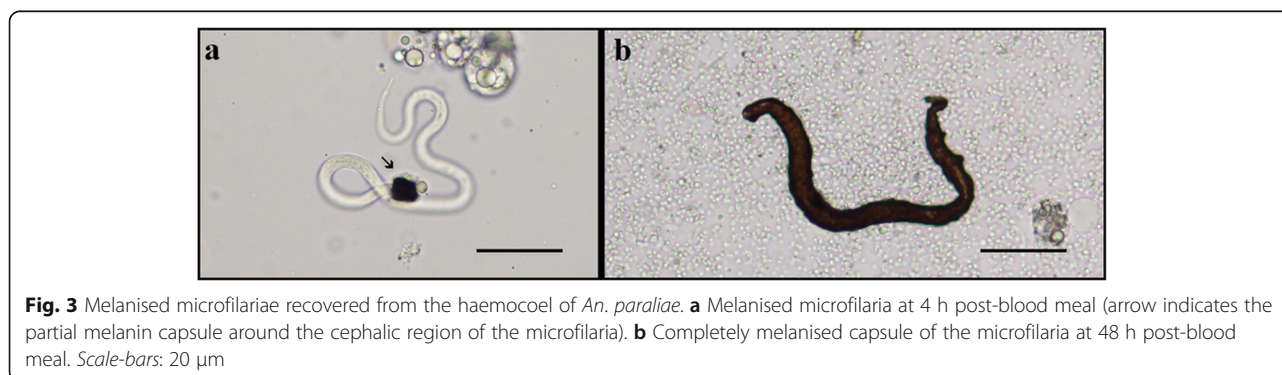 a
b
Fig. 3 Melanised microfilariae recovered from the haemocoel of An. paraliae. a Melanised microfilaria at 4 h post-blood meal (arrow indicates the
partial melanin capsule around the cephalic region of the microfilaria). b Completely melanised capsule of the microfilaria at 48 h post-blood
meal. Scale-bars: 20 μm